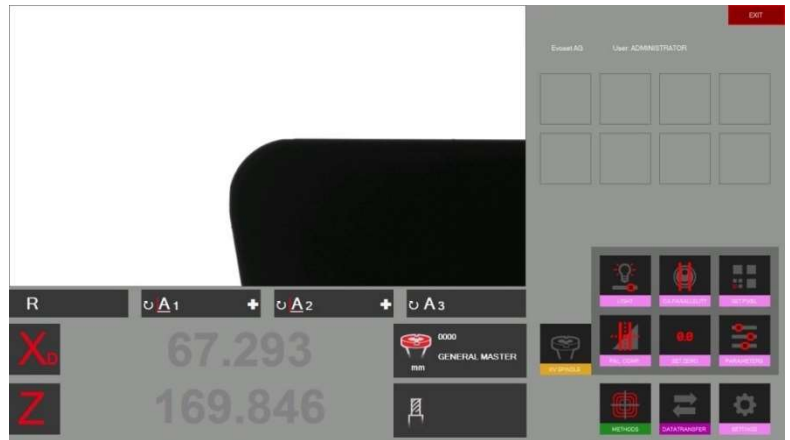 EXIT
Evoset AG User: ADMINISTRATOR
LIGHT
SET PIXEL
R A1 + A2 + A3
XD 67.293
0000
GENERAL MASTER
mm
PARAMETERS
Z 169.846
METHODS DATATRANSFER SETTINGS